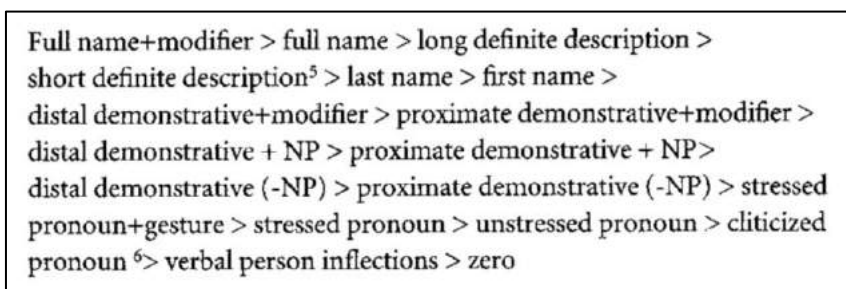 Full name+modifier > full name > long definite description >
short definite description⁵ > last name > first name >
distal demonstrative+modifier > proximate demonstrative+modifier >
distal demonstrative + NP > proximate demonstrative + NP>
distal demonstrative (-NP) > proximate demonstrative (-NP) > stressed
pronoun+gesture > stressed pronoun > unstressed pronoun > cliticized
pronoun ⁶> verbal person inflections > zero